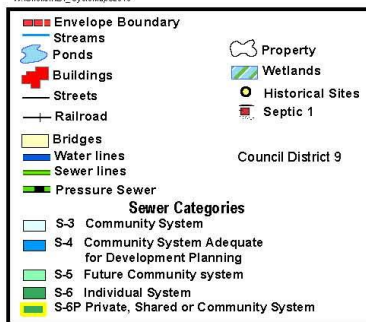 Envelope Boundary
Streams
Ponds
Buildings
Streets
Railroad
Bridges
Water lines
Sewer lines
Pressure Sewer
Property
Wetlands
Historical Sites
Septic 1
Council District 9
Sewer Categories
S-3 Community System
S-4 Community System Adequate
for Development Planning
S-5 Future Community system
S-6 Individual System
S-6P Private, Shared or Community System